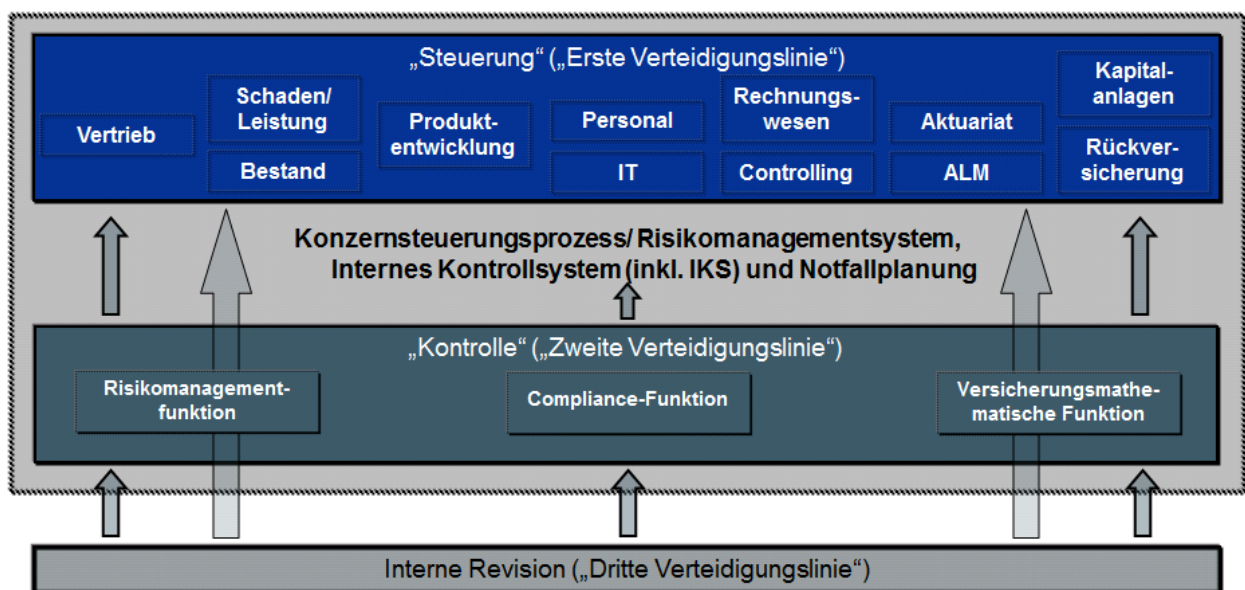 „Steuerung“ („Erste Verteidigungslinie“)
Vertrieb
Schaden/
Leistung
Bestand
Produkt-
entwicklung
Personal
IT
Rechnungs-
wesen
Controlling
Aktuariat
ALM
Kapital-
anlagen
Rückver-
sicherung
Konzernsteuerungsprozess/ Risikomanagementsystem,
Internes Kontrollsystem (inkl. IKS) und Notfallplanung
„Kontrolle“ („Zweite Verteidigungslinie“)
Risikomanagement-
funktion
Compliance-Funktion
Versicherungsmathe-
matische Funktion
Interne Revision („Dritte Verteidigungslinie“)